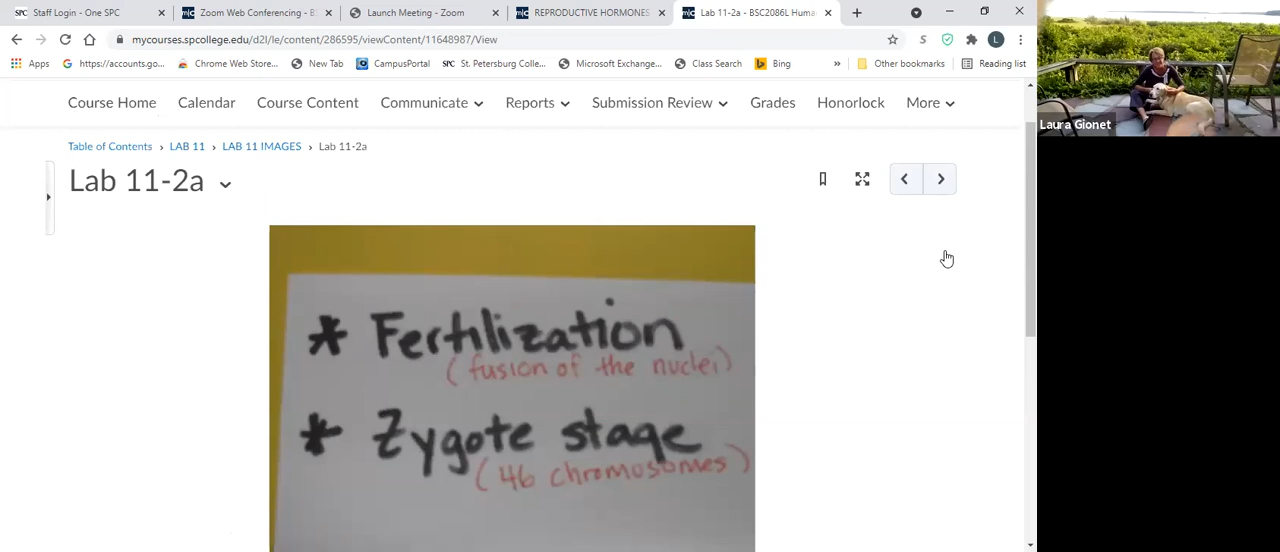 Staff Login - One SPC
Zoom Web Conferencing - BS
Launch Meeting - Zoom
REPRODUCTIVE HORMONES
Lab 11-2a - BSC2086L Huma
mycourses.spcollege.edu/d2l/le/content/286595/viewContent/11648987/View
Apps
https://accounts.go...
Chrome Web Store...
New Tab
CampusPortal
SPC St. Petersburg Colle...
Microsoft Exchange...
Class Search
Bing
»
Other bookmarks
Reading list
Course Home
Calendar
Course Content
Communicate
Reports
Submission Review
Grades
Honorlock
More
Table of Contents › LAB 11 › LAB 11 IMAGES › Lab 11-2a
Lab 11-2a
* Fertilization
(fusion of the nuclei)
* Zygote stage
(46 chromosomes)
Laura Gionet